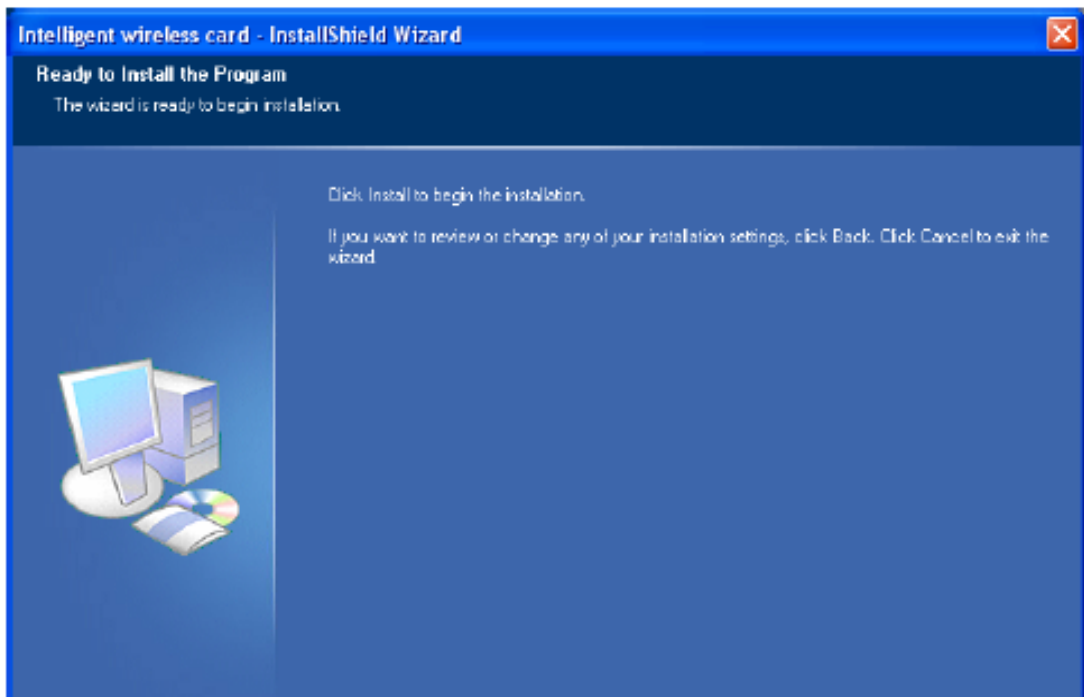 Intelligent wireless card - InstallShield Wizard
Ready to Install the Program
The wizard is ready to begin installation.
Click Install to begin the installation.
If you want to review or change any of your installation settings, click Back. Click Cancel to exit the
wizard.